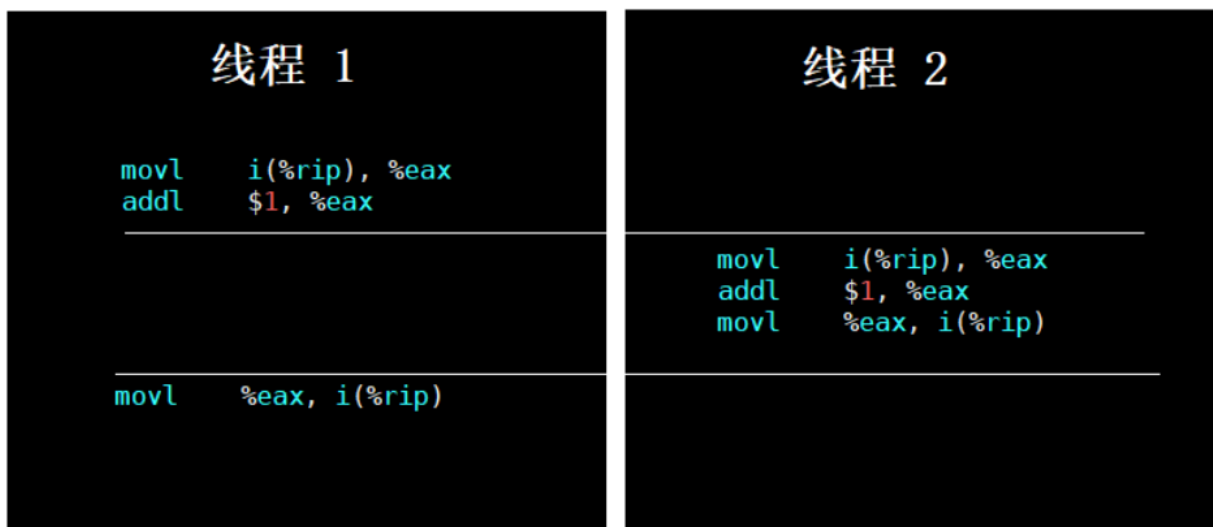 线程 1
movl i(%rip), %eax
addl $1, %eax
movl %eax, i(%rip)
线程 2
movl i(%rip), %eax
addl $1, %eax
movl %eax, i(%rip)